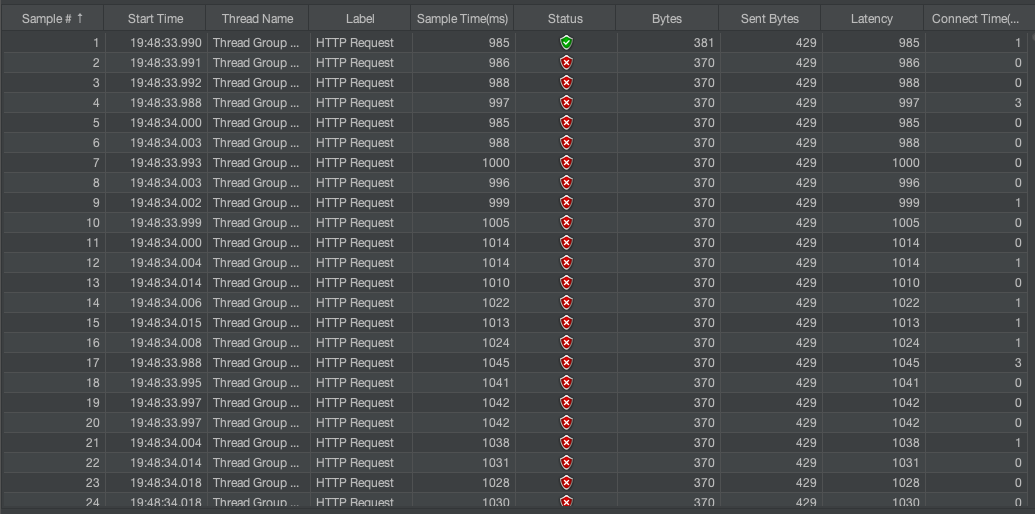 Sample # ↑ Start Time Thread Name Label Sample Time(ms) Status Bytes Sent Bytes Latency Connect Time(...
1 19:48:33.990 Thread Group ... HTTP Request 985 381 429 985 1
2 19:48:33.991 Thread Group ... HTTP Request 986 370 429 986 0
3 19:48:33.992 Thread Group ... HTTP Request 988 370 429 988 0
4 19:48:33.988 Thread Group ... HTTP Request 997 370 429 997 3
5 19:48:34.000 Thread Group ... HTTP Request 985 370 429 985 0
6 19:48:34.003 Thread Group ... HTTP Request 988 370 429 988 0
7 19:48:33.993 Thread Group ... HTTP Request 1000 370 429 1000 0
8 19:48:34.003 Thread Group ... HTTP Request 996 370 429 996 0
9 19:48:34.002 Thread Group ... HTTP Request 999 370 429 999 1
10 19:48:33.999 Thread Group ... HTTP Request 1005 370 429 1005 0
11 19:48:34.000 Thread Group ... HTTP Request 1014 370 429 1014 0
12 19:48:34.004 Thread Group ... HTTP Request 1014 370 429 1014 1
13 19:48:34.014 Thread Group ... HTTP Request 1010 370 429 1010 0
14 19:48:34.006 Thread Group ... HTTP Request 1022 370 429 1022 1
15 19:48:34.015 Thread Group ... HTTP Request 1013 370 429 1013 1
16 19:48:34.008 Thread Group ... HTTP Request 1024 370 429 1024 1
17 19:48:33.988 Thread Group ... HTTP Request 1045 370 429 1045 3
18 19:48:33.995 Thread Group ... HTTP Request 1041 370 429 1041 0
19 19:48:33.997 Thread Group ... HTTP Request 1042 370 429 1042 0
20 19:48:33.997 Thread Group ... HTTP Request 1042 370 429 1042 0
21 19:48:34.004 Thread Group ... HTTP Request 1038 370 429 1038 1
22 19:48:34.014 Thread Group ... HTTP Request 1031 370 429 1031 0
23 19:48:34.018 Thread Group ... HTTP Request 1028 370 429 1028 0
24 19:48:34.018 Thread Group ... HTTP Request 1030 370 429 1030 0